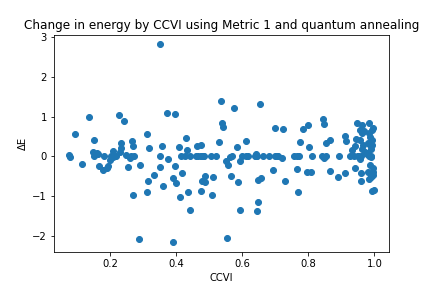 Change in energy by CCVI using Metric 1 and quantum annealing
3
2
1
0
−1
−2
ΔE
0.2 0.4 0.6 0.8 1.0
CCVI